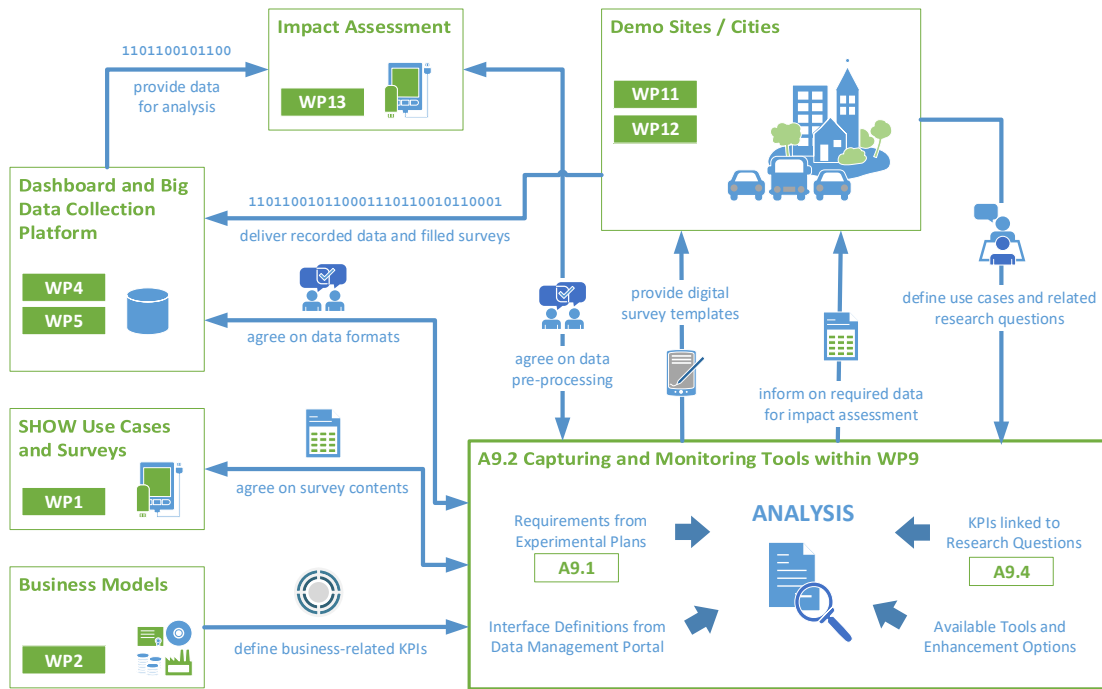 Impact Assessment
WP13
Demo Sites / Cities
WP11
WP12
1101100101100
provide data
for analysis
Dashboard and Big
Data Collection
Platform
WP4
WP5
110110010110001110110010110001
deliver recorded data and filled surveys
agree on data formats
agree on data
pre-processing
provide digital
survey templates
inform on required data
for impact assessment
define use cases and related
research questions
SHOW Use Cases
and Surveys
WP1
agree on survey contents
Business Models
WP2
define business-related KPIs
A9.2 Capturing and Monitoring Tools within WP9
Requirements from
Experimental Plans
A9.1
ANALYSIS
KPIs linked to
Research Questions
A9.4
Interface Definitions from
Data Management Portal
Available Tools and
Enhancement Options